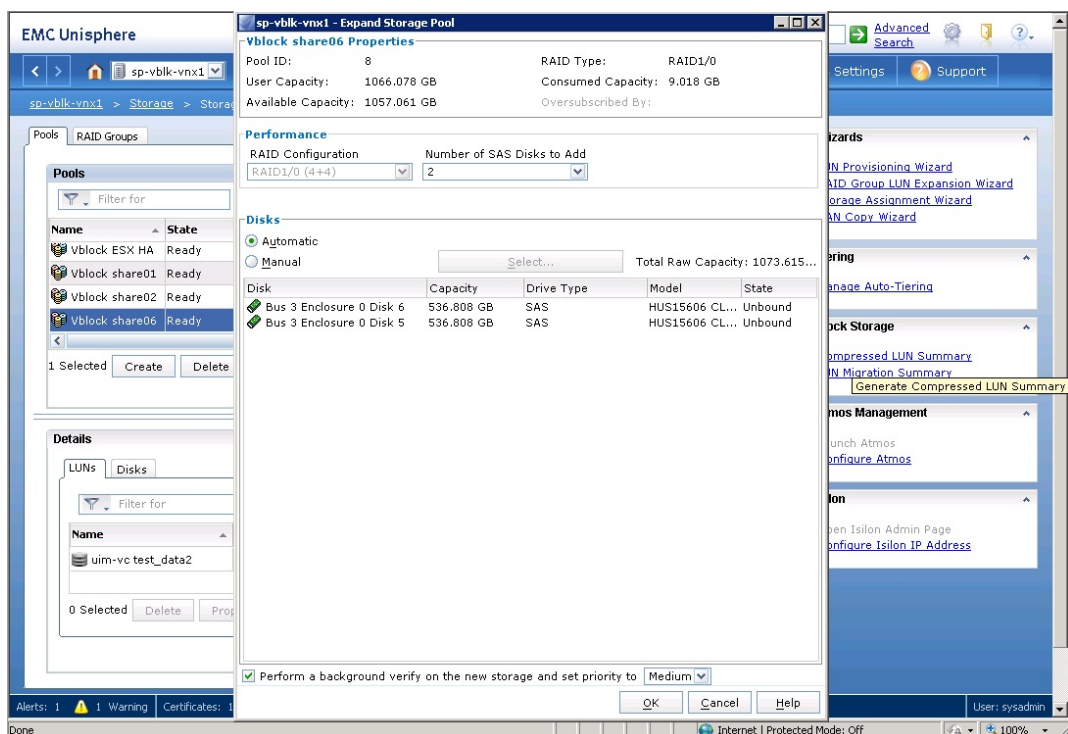 EMC Unisphere
sp-vblk-vnx1
sp-vblk-vnx1 > Storage >
Pools
RAID Groups
Pools
Filter for
Name State
Vblock ESX HA Ready
Vblock share01 Ready
Vblock share02 Ready
Vblock share06 Ready
1 Selected Create Delete
Details
LUNs
Disks
Filter for
Name
uim-vc test_data2
0 Selected Delete
Alerts: 1 1 Warning Certificates: 1
Done
sp-vblk-vnx1 - Expand Storage Pool
Vblock share06 Properties
Pool ID: 8 RAID Type: RAID1/0
User Capacity: 1066.078 GB Consumed Capacity: 9.018 GB
Available Capacity: 1057.061 GB Oversubscribed By:
Performance
RAID Configuration Number of SAS Disks to Add
RAID1/0 (4+4) 2
Disks
Automatic
Manual Select... Total Raw Capacity: 1073.615...
Disk Capacity Drive Type Model State
Bus 3 Enclosure 0 Disk 6 536.808 GB SAS HUS15606 CL... Unbound
Bus 3 Enclosure 0 Disk 5 536.808 GB SAS HUS15606 CL... Unbound
Perform a background verify on the new storage and set priority to Medium
OK Cancel Help
Advanced Search
Settings Support
izards
N Provisioning Wizard
AID Group LUN Expansion Wizard
orage Assignment Wizard
AN Copy Wizard
ering
anage Auto-Tiering
ock Storage
ompressed LUN Summary
N Migration Summary
Generate Compressed LUN Summary
mos Management
unch Atmos
onfigure Atmos
lon
pen Isilon Admin Page
onfigure Isilon IP Address
User: sysadmin
Internet | Protected Mode: Off 100%